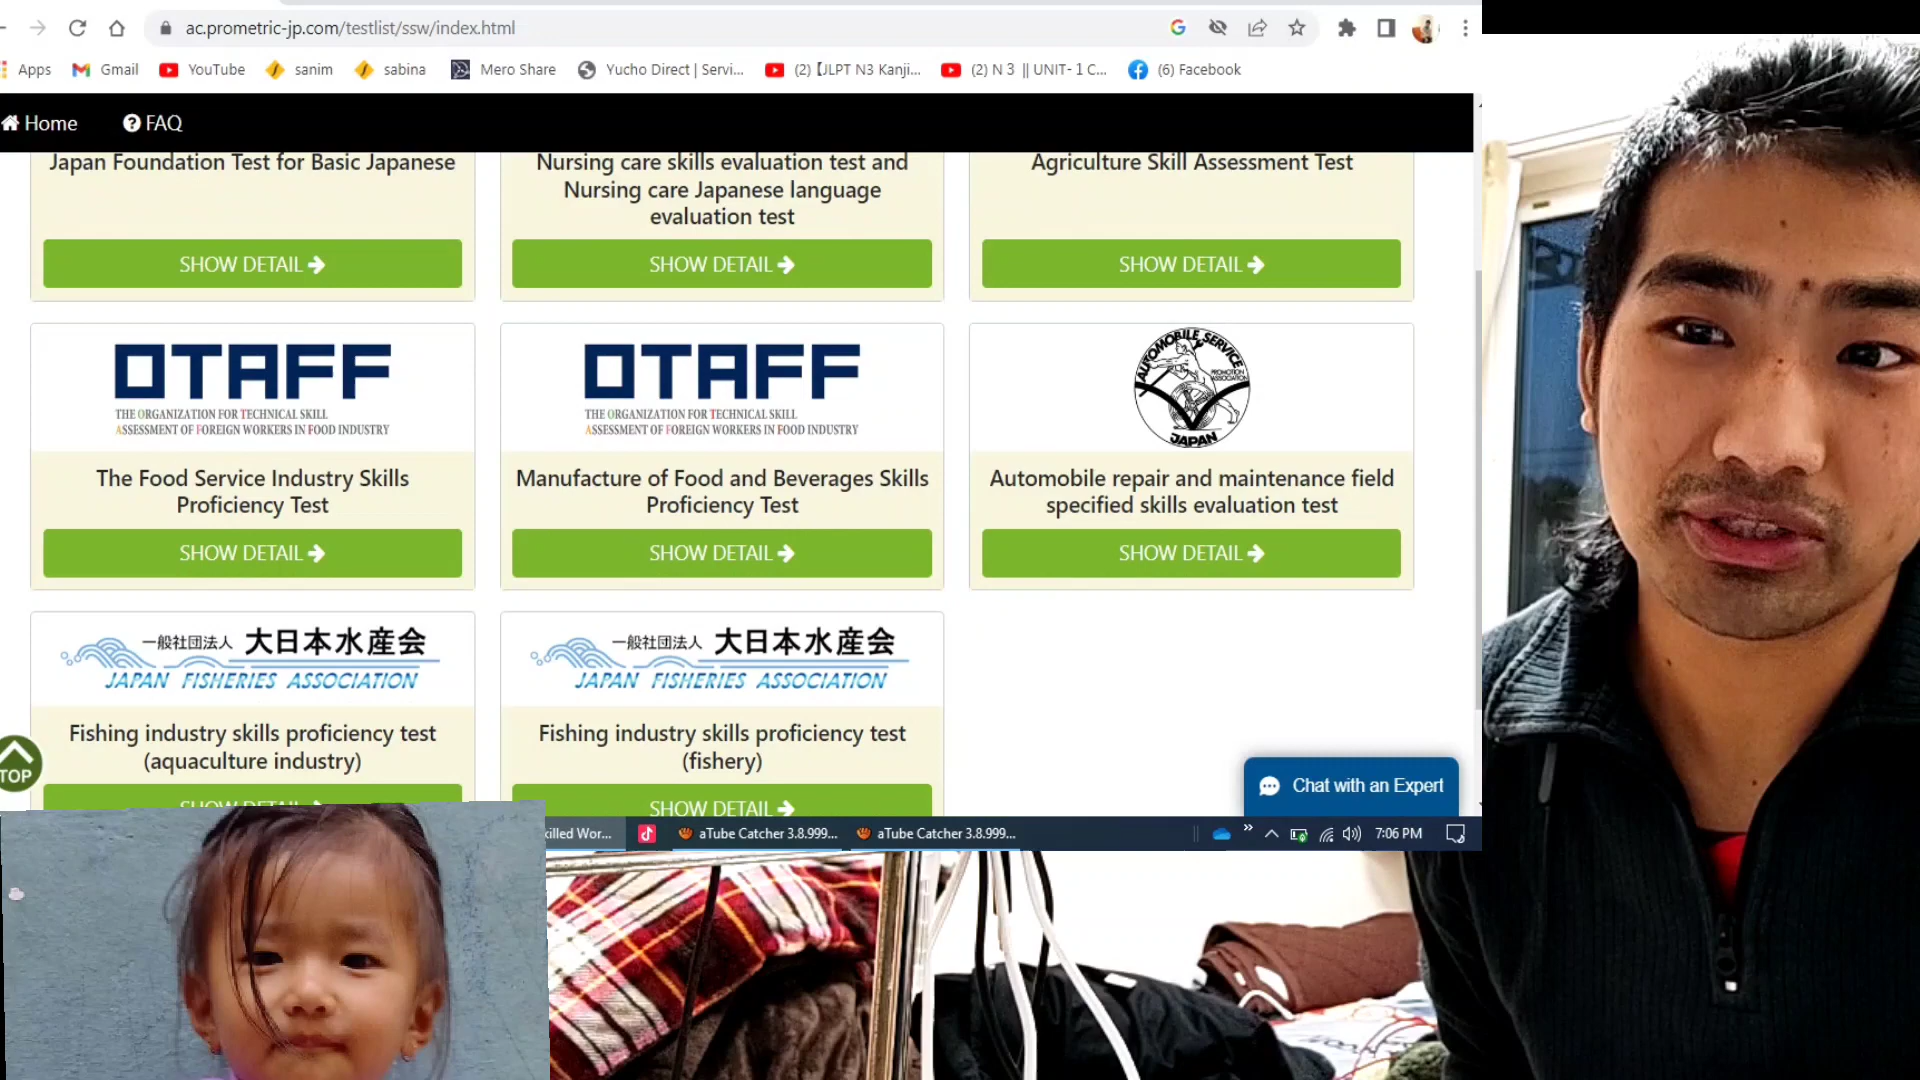 ac.prometric-jp.com/testlist/ssw/index.html
Apps Gmail YouTube sanim sabina Mero Share Yucho Direct | Servi... (2)【JLPT N3 Kanji... (2) N 3 || UNIT- 1 C... (6) Facebook
Home FAQ
Japan Foundation Test for Basic Japanese
SHOW DETAIL
Nursing care skills evaluation test and
Nursing care Japanese language
evaluation test
SHOW DETAIL
Agriculture Skill Assessment Test
SHOW DETAIL
OTAFF
THE ORGANIZATION FOR TECHNICAL SKILL
ASSESSMENT OF FOREIGN WORKERS IN FOOD INDUSTRY
The Food Service Industry Skills
Proficiency Test
SHOW DETAIL
OTAFF
THE ORGANIZATION FOR TECHNICAL SKILL
ASSESSMENT OF FOREIGN WORKERS IN FOOD INDUSTRY
Manufacture of Food and Beverages Skills
Proficiency Test
SHOW DETAIL
AUTOMOBILE SERVICE
PROMOTION
ASSOCIATION
JAPAN
Automobile repair and maintenance field
specified skills evaluation test
SHOW DETAIL
一般社団法人 大日本水産会
JAPAN FISHERIES ASSOCIATION
Fishing industry skills proficiency test
(aquaculture industry)
SHOW DETAIL
一般社団法人 大日本水産会
JAPAN FISHERIES ASSOCIATION
Fishing industry skills proficiency test
(fishery)
SHOW DETAIL
TOP
Chat with an Expert
killed Wor... aTube Catcher 3.8.999... aTube Catcher 3.8.999... 7:06 PM